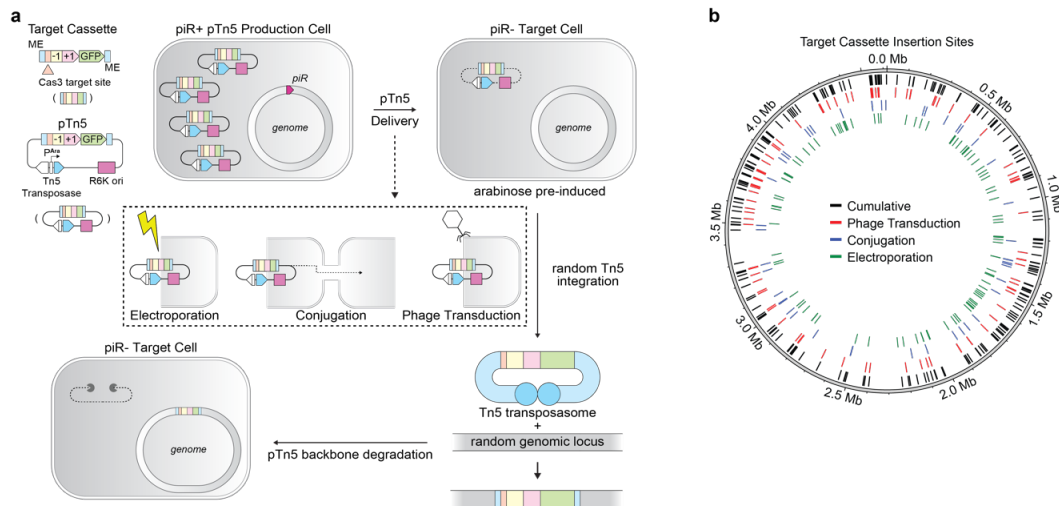 a
Target Cassette
ME
-1 +1 GFP
ME
Cas3 target site
( )
pTn5
-1 +1 GFP
PAra
Tn5
R6K ori
Transposase
( )
piR+ pTn5 Production Cell
piR
genome
pTn5
Delivery
piR- Target Cell
arabinose pre-induced
Electroporation
Conjugation
Phage Transduction
random Tn5
integration
piR- Target Cell
genome
pTn5 backbone degradation
Tn5 transposasome
+
random genomic locus
b
Target Cassette Insertion Sites
0.0 Mb
0.5 Mb
1.0 Mb
1.5 Mb
2.0 Mb
2.5 Mb
3.0 Mb
3.5 Mb
4.0 Mb
Cumulative
Phage Transduction
Conjugation
Electroporation